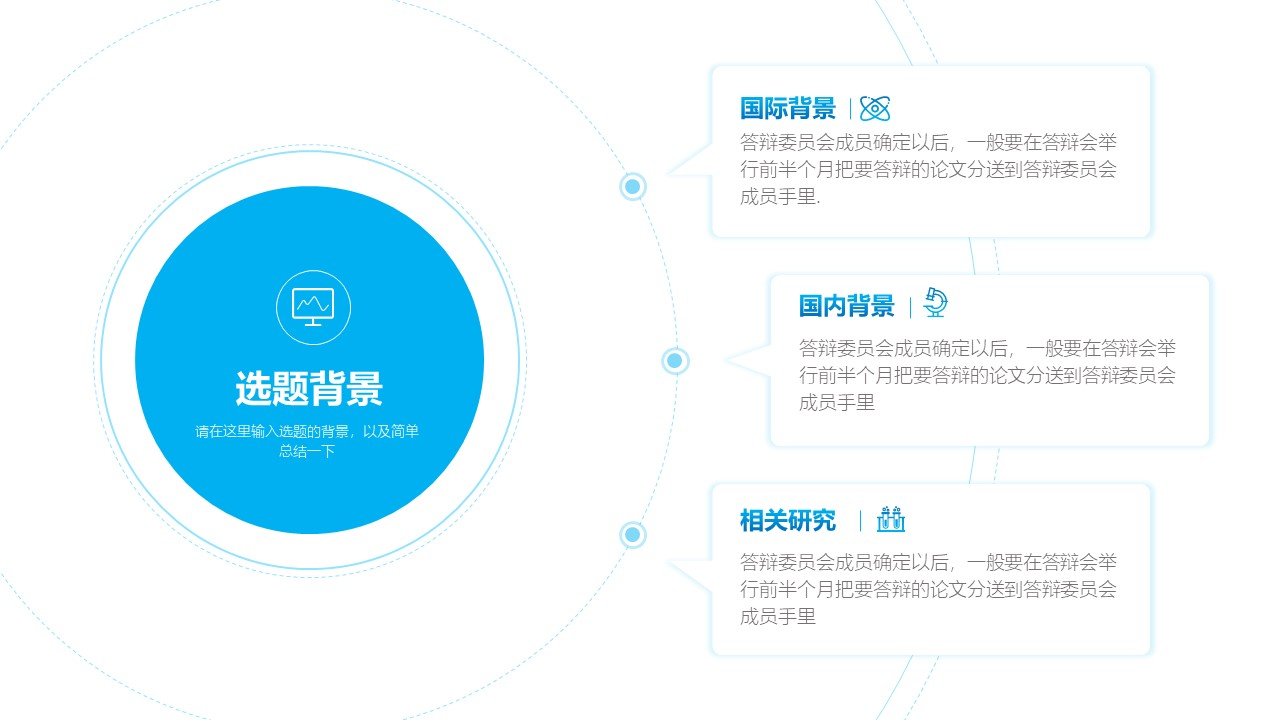 选题背景
请在这里输入选题的背景，以及简单
总结一下
国际背景
答辩委员会成员确定以后，一般要在答辩会举
行前半个月把要答辩的论文分送到答辩委员会
成员手里.
国内背景
答辩委员会成员确定以后，一般要在答辩会举
行前半个月把要答辩的论文分送到答辩委员会
成员手里
相关研究
答辩委员会成员确定以后，一般要在答辩会举
行前半个月把要答辩的论文分送到答辩委员会
成员手里